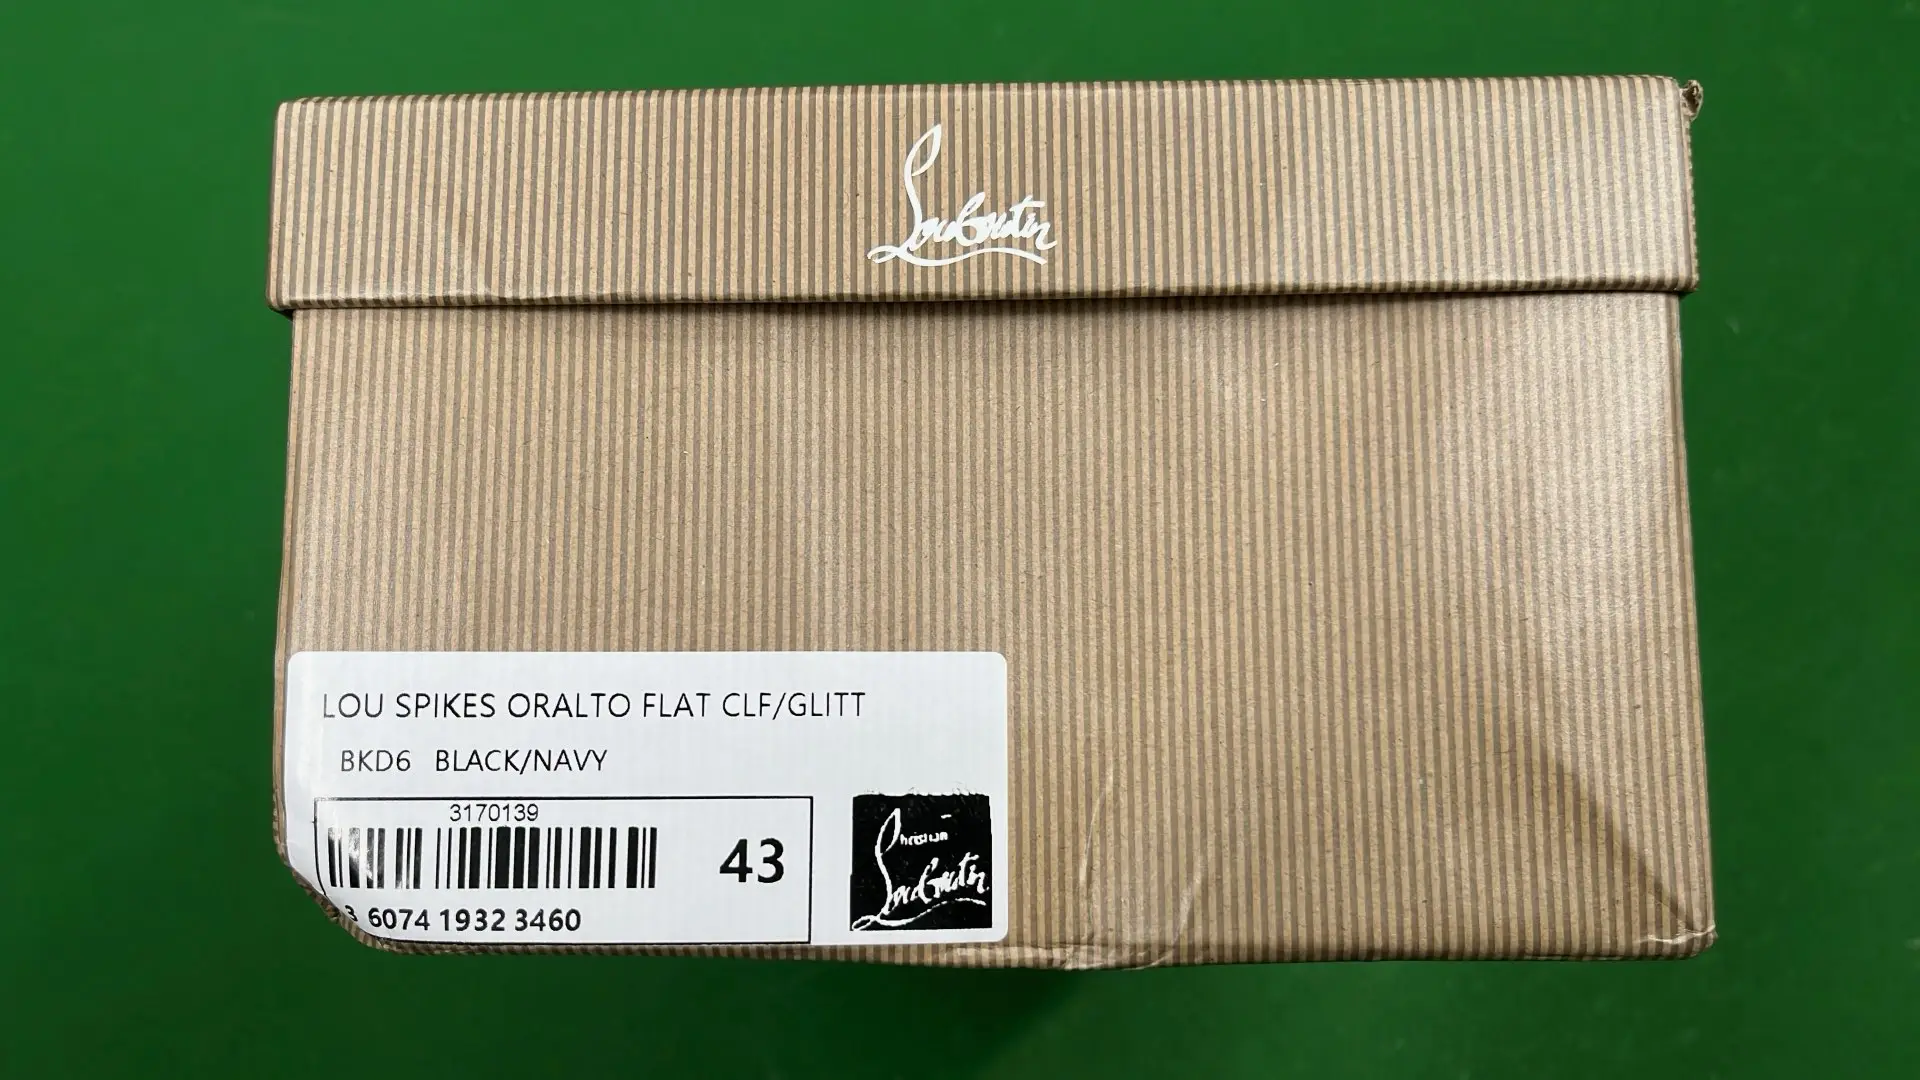 Louboutin
LOU SPIKES ORALTO FLAT CLF/GLITT
BKD6 BLACK/NAVY
3170139
43
3 6074 1932 3460
Christian
Louboutin